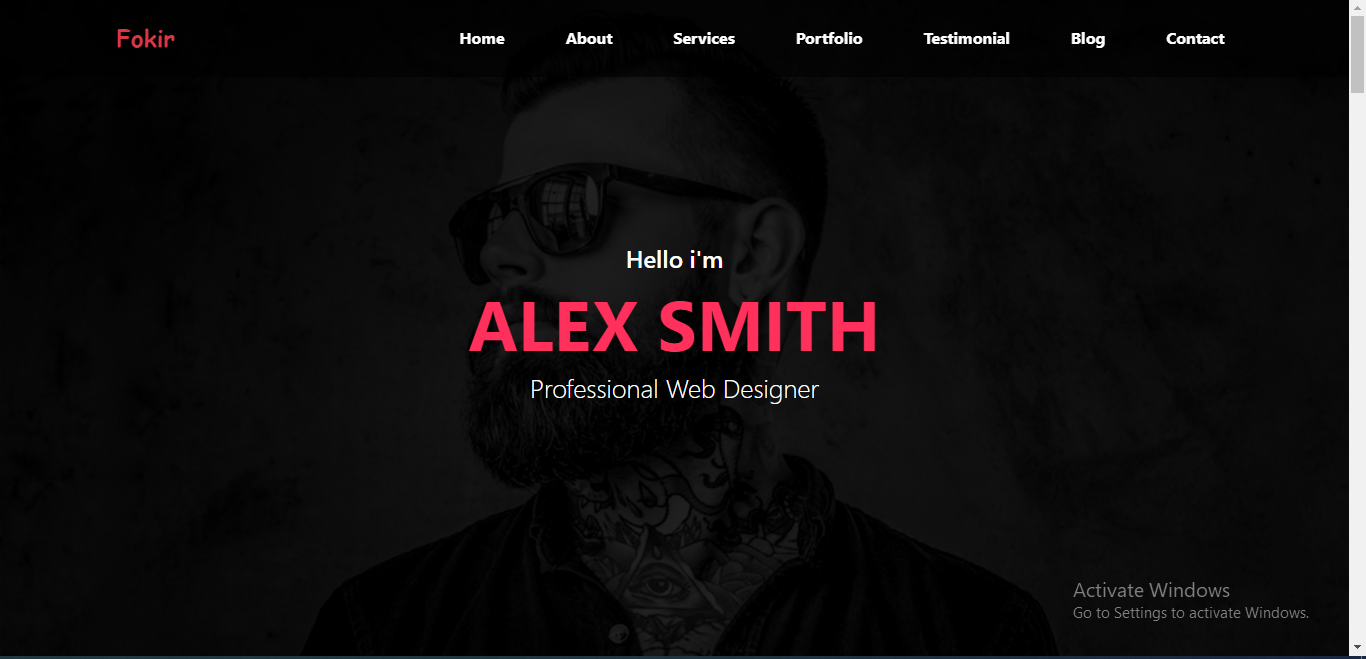 Fokir
Home About Services Portfolio Testimonial Blog Contact
Hello i'm
ALEX SMITH
Professional Web Designer
Activate Windows
Go to Settings to activate Windows.